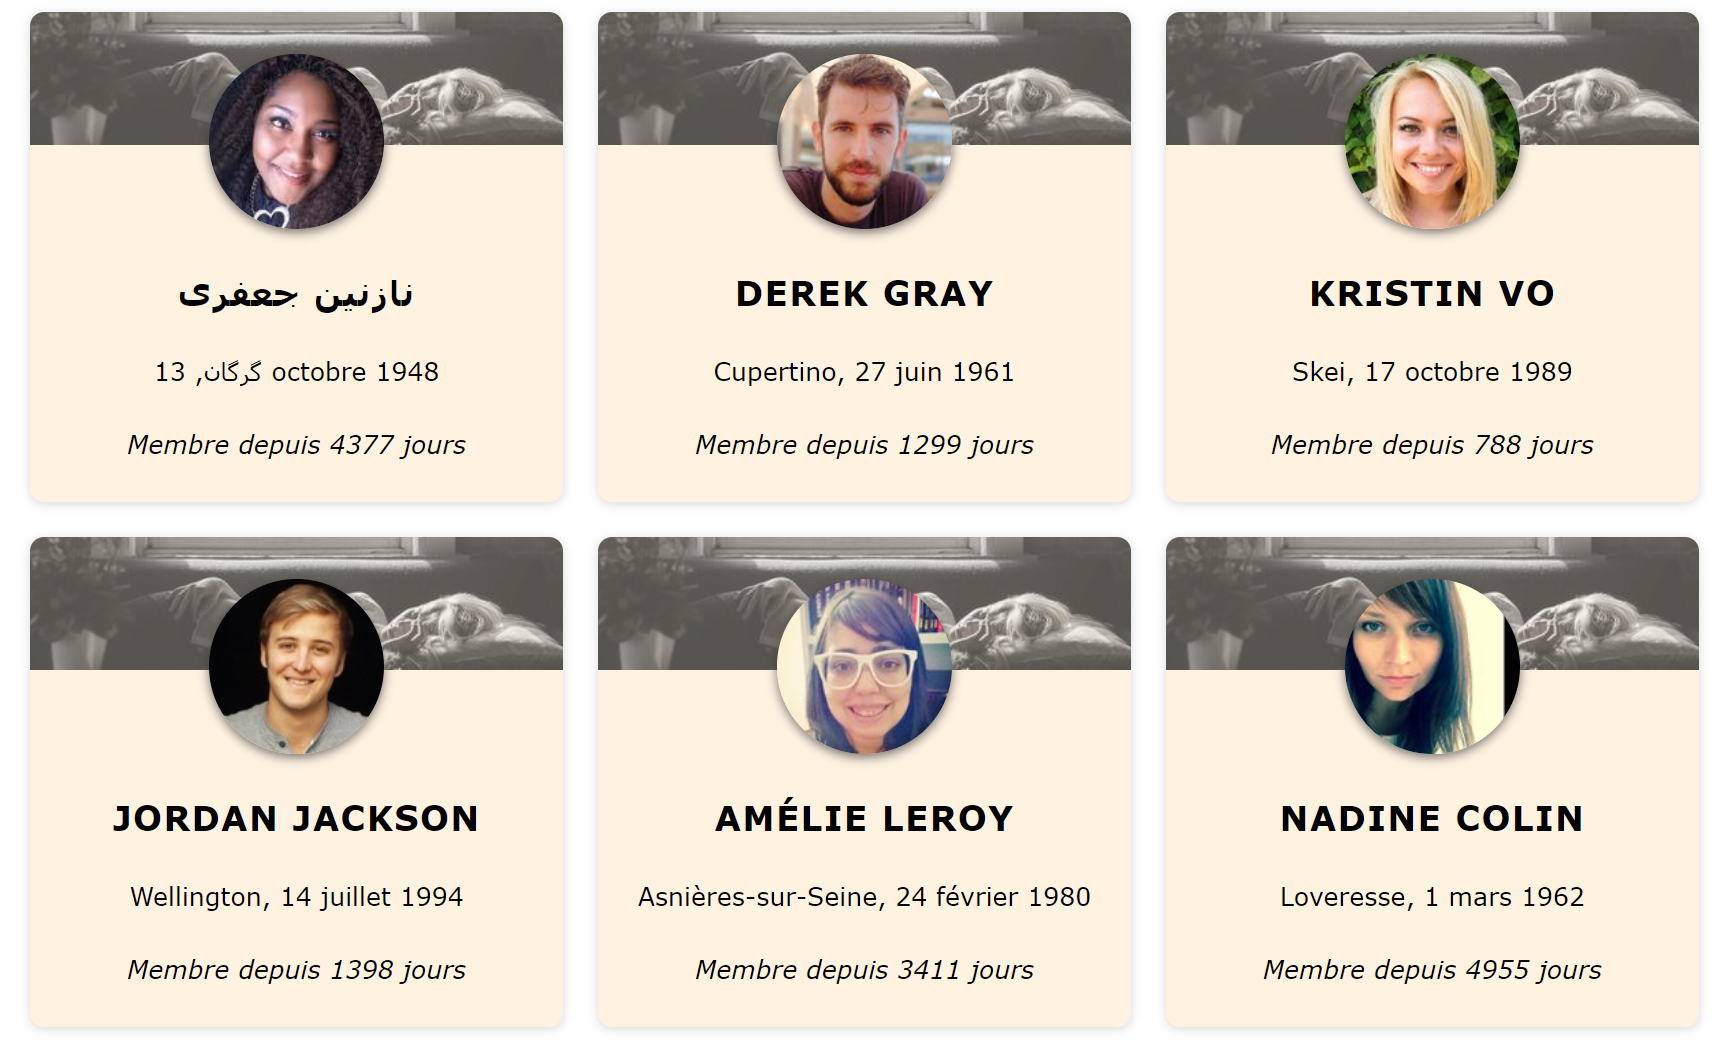 نازنین جعفری
گرگان, 13 octobre 1948
Membre depuis 4377 jours
DEREK GRAY
Cupertino, 27 juin 1961
Membre depuis 1299 jours
KRISTIN VO
Skei, 17 octobre 1989
Membre depuis 788 jours
JORDAN JACKSON
Wellington, 14 juillet 1994
Membre depuis 1398 jours
AMÉLIE LEROY
Asnières-sur-Seine, 24 février 1980
Membre depuis 3411 jours
NADINE COLIN
Loveresse, 1 mars 1962
Membre depuis 4955 jours